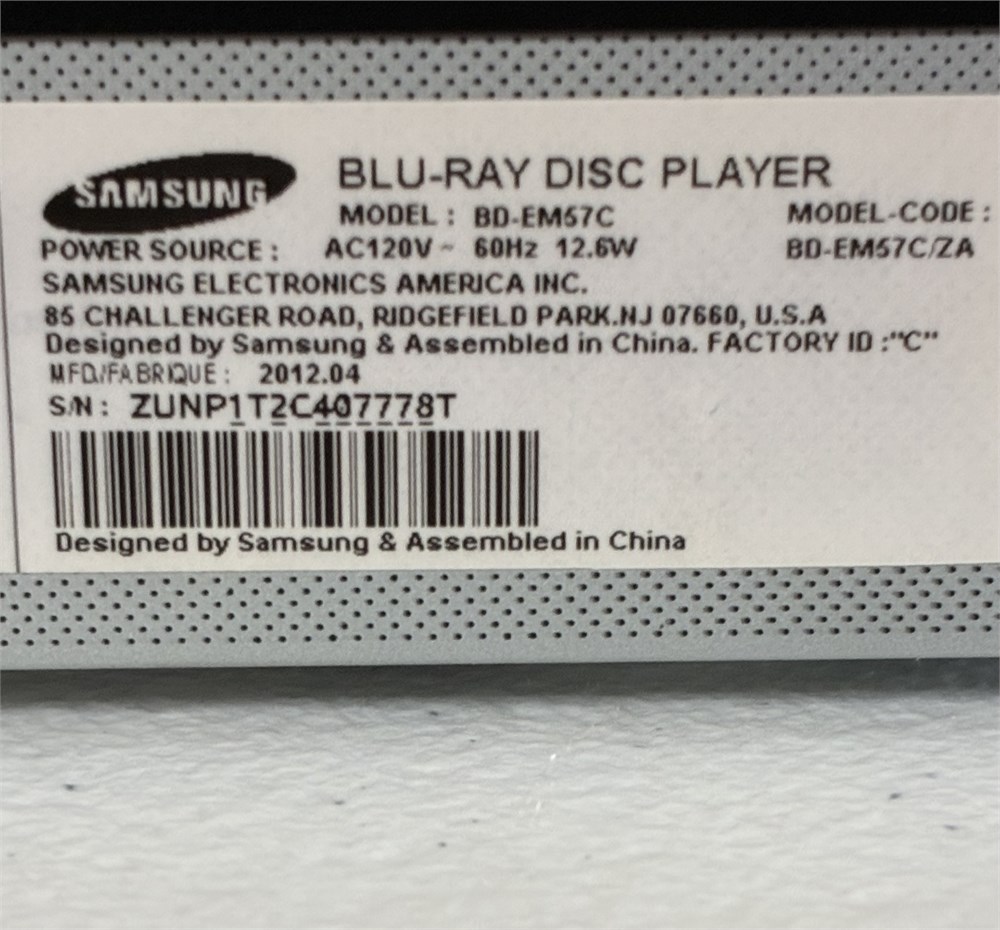 SAMSUNG
BLU-RAY DISC PLAYER
MODEL : BD-EM57C
MODEL-CODE :
POWER SOURCE : AC120V ~ 60Hz 12.6W
BD-EM57C/ZA
SAMSUNG ELECTRONICS AMERICA INC.
85 CHALLENGER ROAD, RIDGEFIELD PARK.NJ 07660, U.S.A
Designed by Samsung & Assembled in China. FACTORY ID :"C"
MFD/FABRIQUE : 2012.04
S/N : ZUNP1T2C407778T
Designed by Samsung & Assembled in China